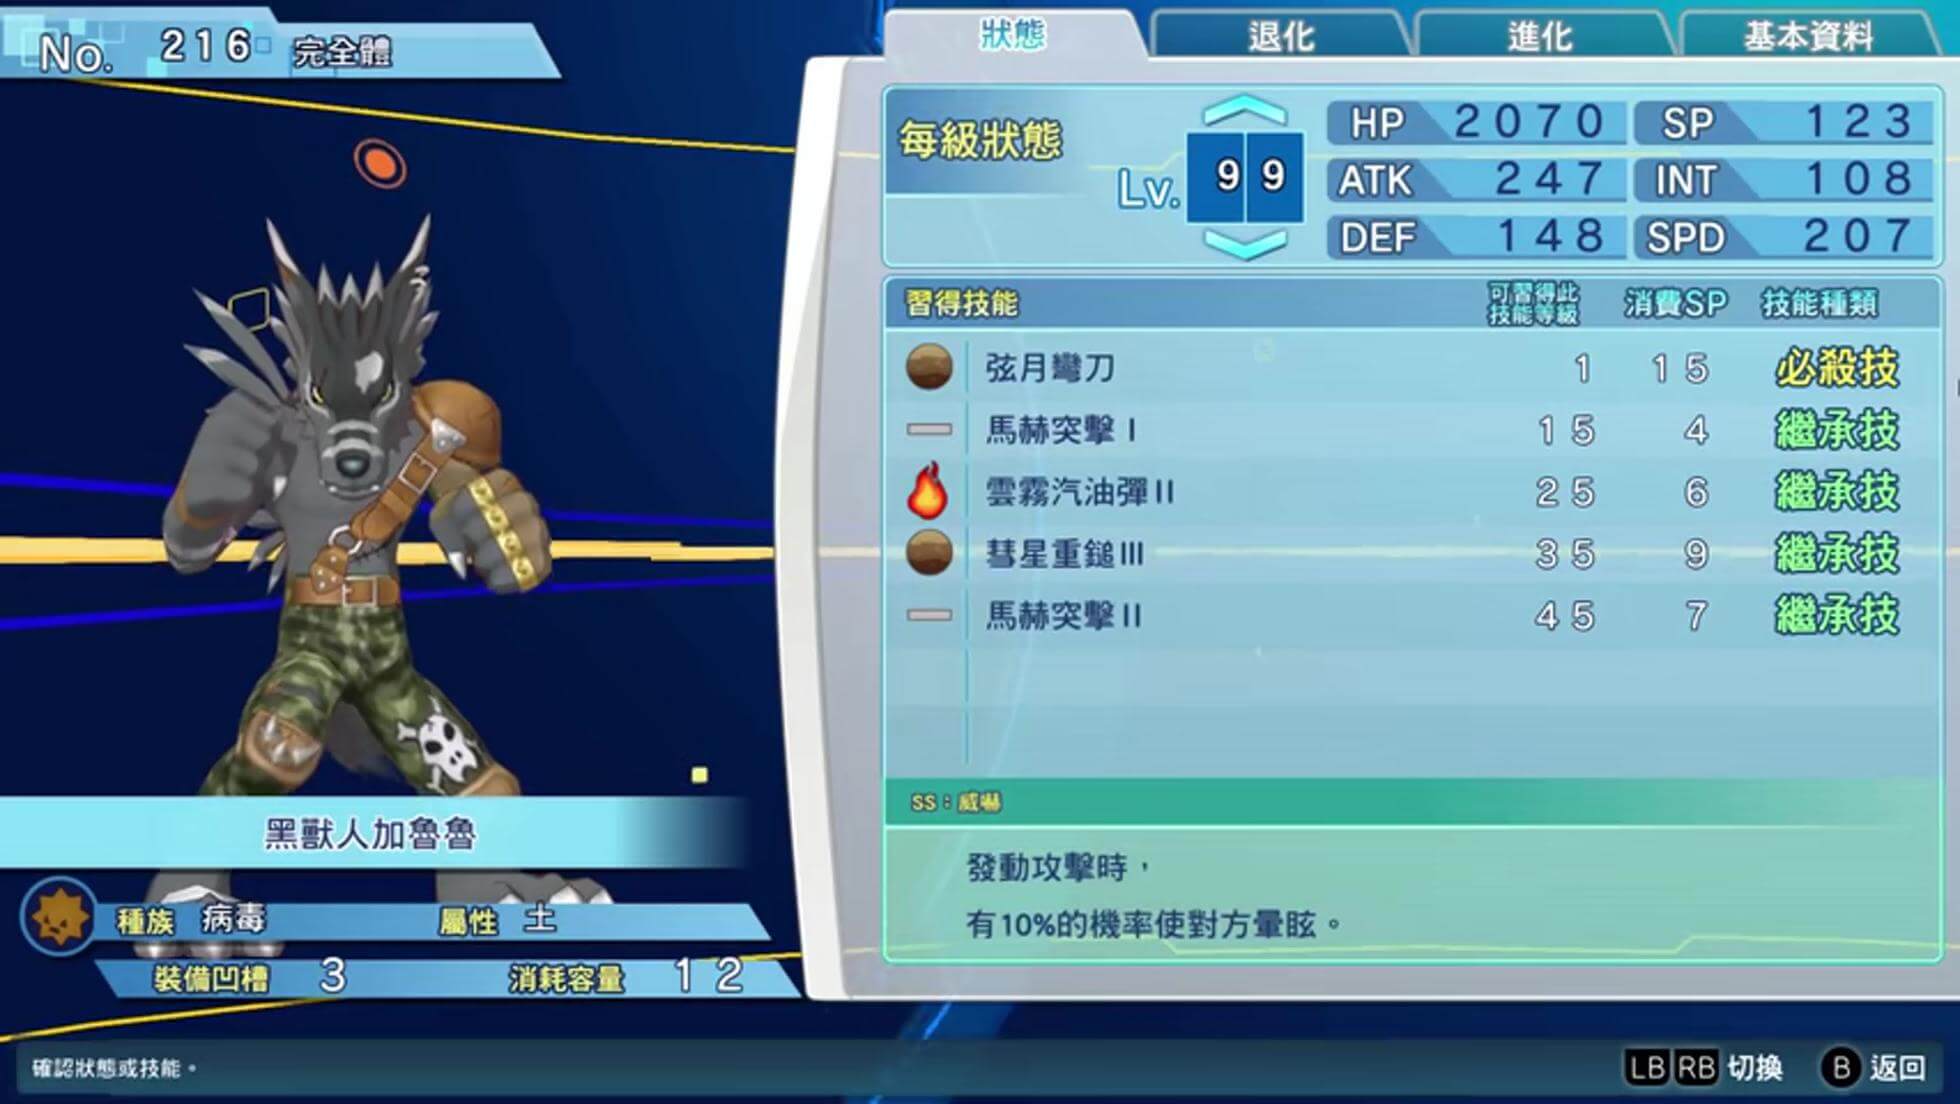 No. 216 完全體
狀態 退化 進化 基本資料
每級狀態
Lv. 99
HP 2070 SP 123
ATK 247 INT 108
DEF 148 SPD 207
習得技能 可習得此技能等級 消費SP 技能種類
弦月彎刀 1 15 必殺技
馬赫突擊 I 15 4 繼承技
雲霧汽油彈 II 25 6 繼承技
彗星重鎚 III 35 9 繼承技
馬赫突擊 II 45 7 繼承技
SS：威嚇
發動攻擊時，
有10%的機率使對方暈眩。
黑獸人加魯魯
種族 病毒 屬性 土
裝備凹槽 3 消耗容量 12
確認狀態或技能。
LB RB 切換 B 返回